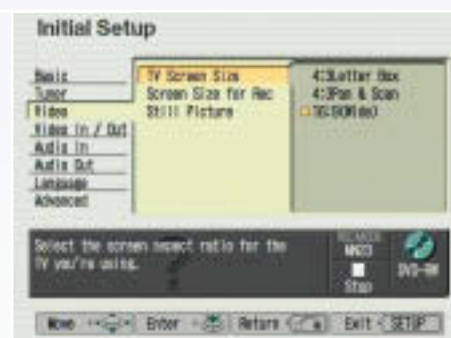 Initial Setup
Basic
Tuner
Video
Video In / Out
Audio In
Audio Out
Language
Advanced
TV Screen Size
Screen Size for Rec
Still Picture
4:3Letter Box
4:3Pan & Scan
16:9(Wide)
Select the screen aspect ratio for the
TV you're using.
MN23
Stop
DVD-RW
Move
Enter
Return
Exit
SETUP